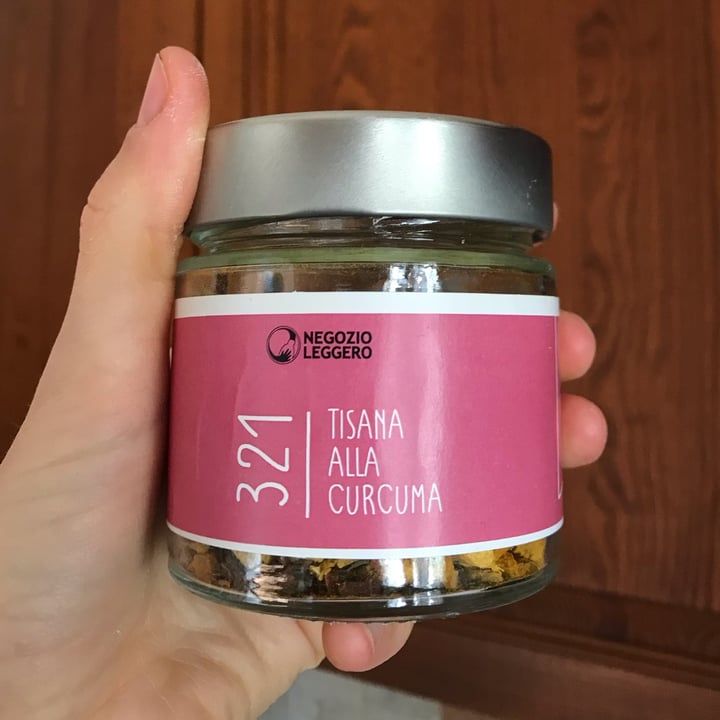 NEGOZIO
LEGGERO
321
TISANA
ALLA
CURCUMA